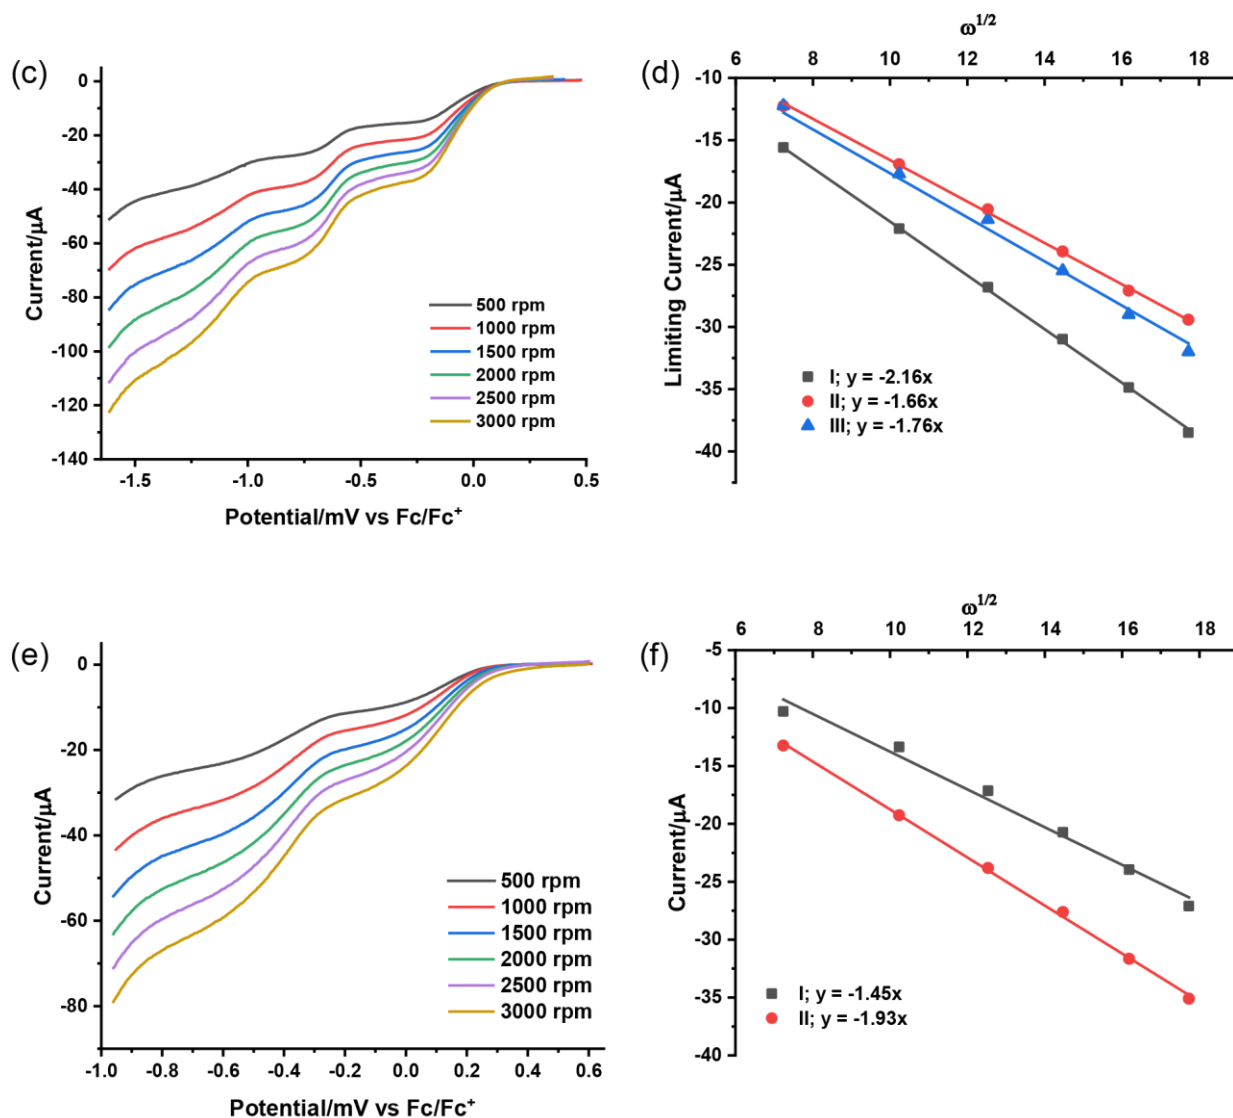 (c)
Current/μA
0
-20
-40
-60
-80
-100
-120
-140
500 rpm
1000 rpm
1500 rpm
2000 rpm
2500 rpm
3000 rpm
-1.5 -1.0 -0.5 0.0 0.5
Potential/mV vs Fc/Fc⁺
(d)
ω^1/2
6 8 10 12 14 16 18
Limiting Current/μA
-10
-15
-20
-25
-30
-35
-40
I; y = -2.16x
II; y = -1.66x
III; y = -1.76x
(e)
Current/μA
0
-20
-40
-60
-80
500 rpm
1000 rpm
1500 rpm
2000 rpm
2500 rpm
3000 rpm
-1.0 -0.8 -0.6 -0.4 -0.2 0.0 0.2 0.4 0.6
Potential/mV vs Fc/Fc⁺
(f)
ω^1/2
6 8 10 12 14 16 18
Current/μA
-5
-10
-15
-20
-25
-30
-35
-40
I; y = -1.45x
II; y = -1.93x